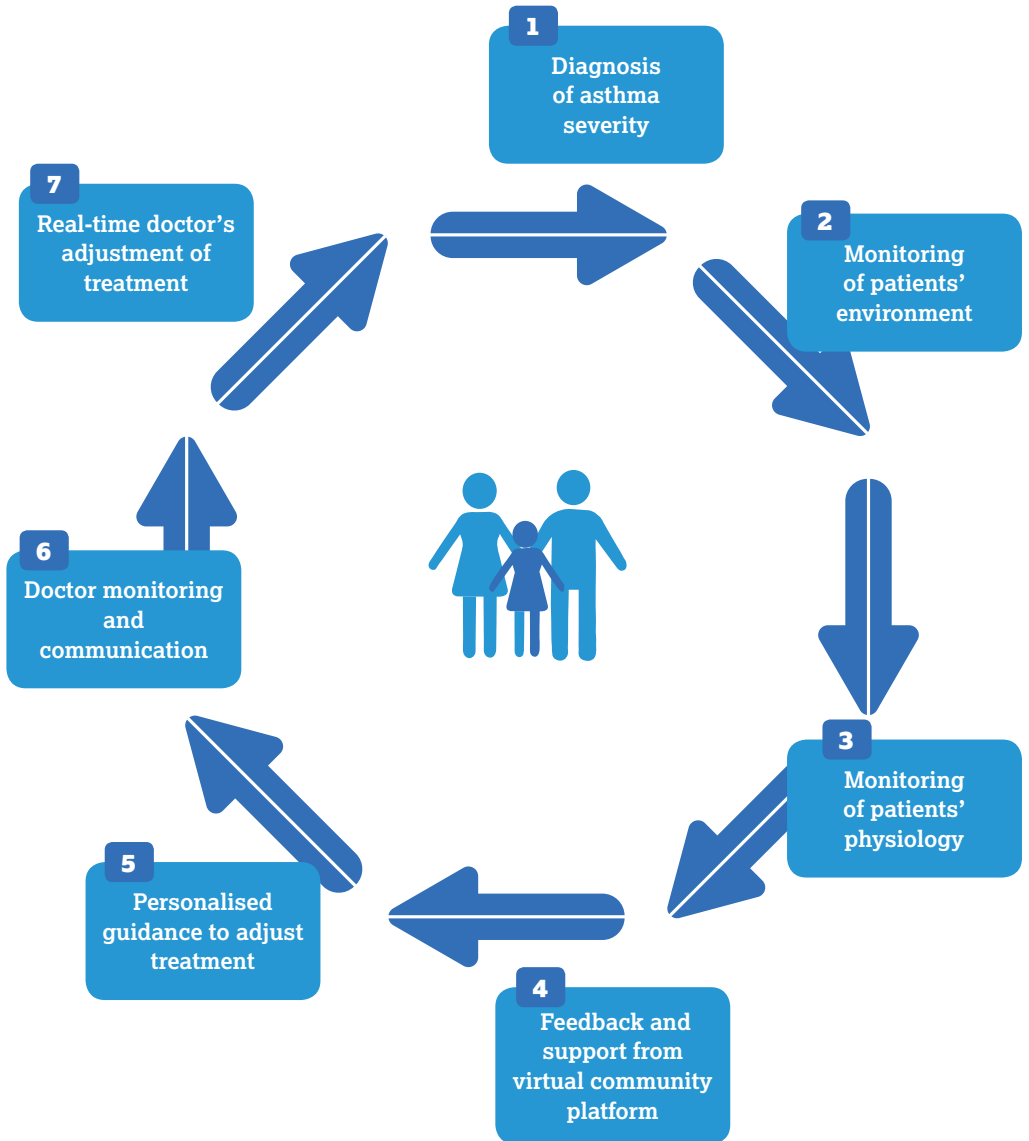 1
Diagnosis
of asthma
severity
2
Monitoring
of patients’
environment
3
Monitoring
of patients’
physiology
4
Feedback and
support from
virtual community
platform
5
Personalised
guidance to adjust
treatment
6
Doctor monitoring
and
communication
7
Real-time doctor’s
adjustment of
treatment